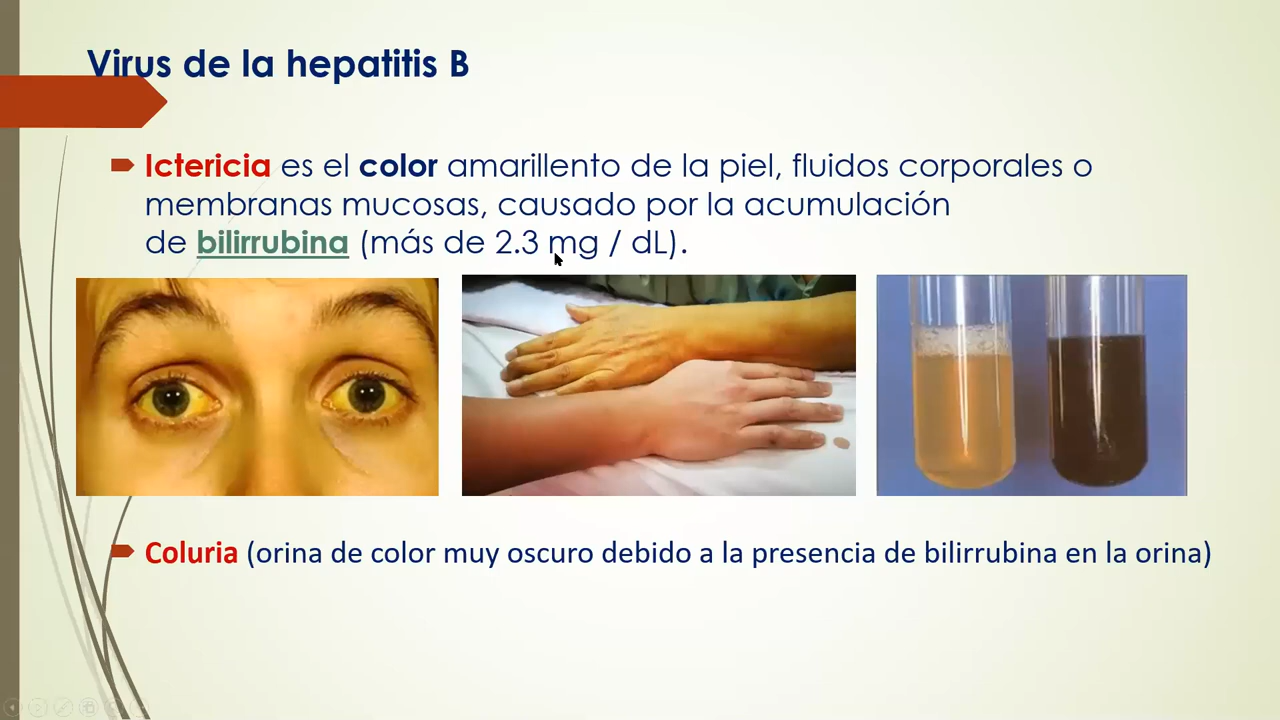 Virus de la hepatitis B
Ictericia es el color amarillento de la piel, fluidos corporales o
membranas mucosas, causado por la acumulación
de bilirrubina (más de 2.3 mg / dL).
Coluria (orina de color muy oscuro debido a la presencia de bilirrubina en la orina)